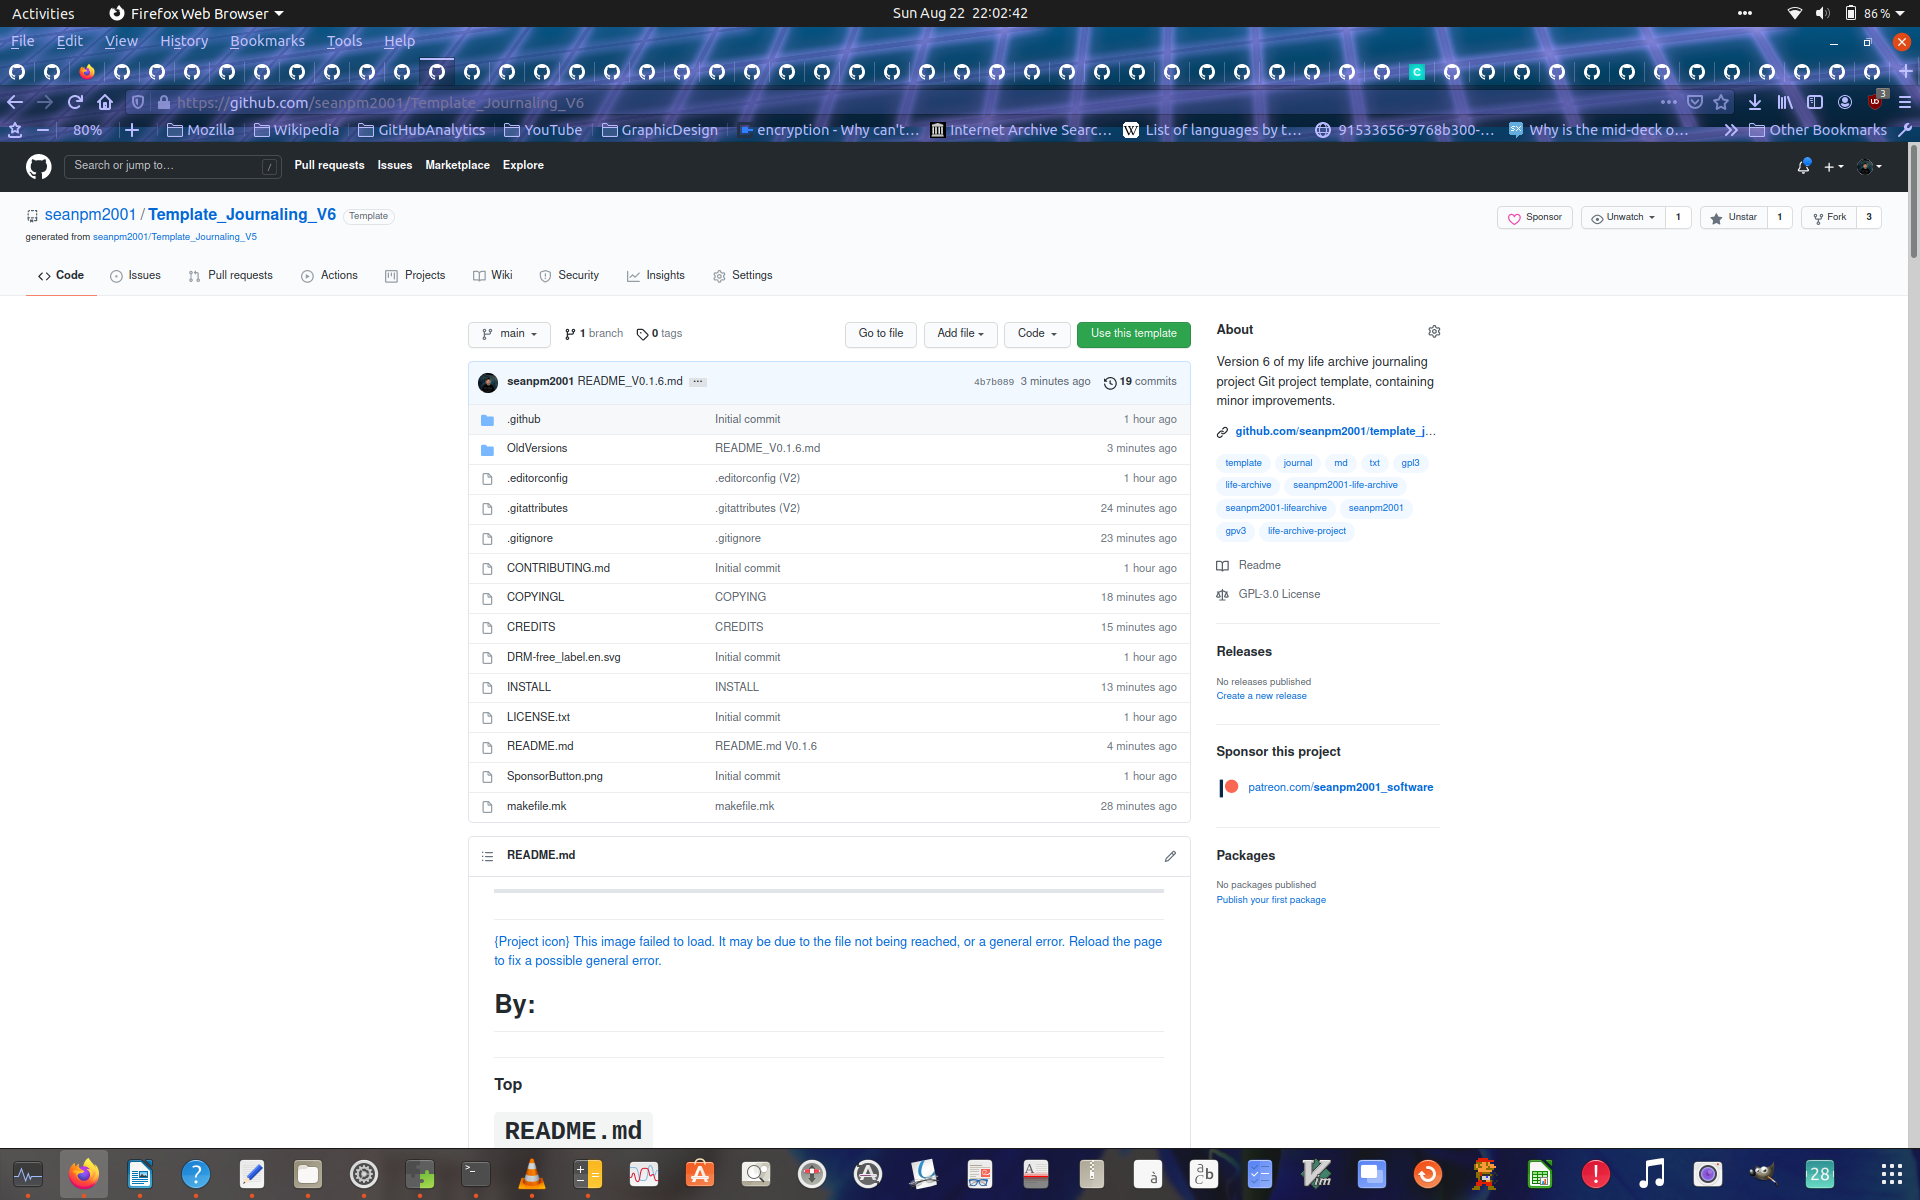 Activities Firefox Web Browser Sun Aug 22 22:02:42 86 %
File Edit View History Bookmarks Tools Help
https://github.com/seanpm2001/Template_Journaling_V6 3
80% Mozilla Wikipedia GitHubAnalytics YouTube GraphicDesign encryption - Why can't… Internet Archive Searc… List of languages by t… 91533656-9768b300-… Why is the mid-deck o… Other Bookmarks
Search or jump to… / Pull requests Issues Marketplace Explore
seanpm2001 / Template_Journaling_V6 Template Sponsor Unwatch 1 Unstar 1 Fork 3
generated from seanpm2001/Template_Journaling_V5
Code Issues Pull requests Actions Projects Wiki Security Insights Settings
main 1 branch 0 tags Go to file Add file Code Use this template
seanpm2001 README_V0.1.6.md … 4b7b089 3 minutes ago 19 commits
.github Initial commit 1 hour ago
OldVersions README_V0.1.6.md 3 minutes ago
.editorconfig .editorconfig (V2) 1 hour ago
.gitattributes .gitattributes (V2) 24 minutes ago
.gitignore .gitignore 23 minutes ago
CONTRIBUTING.md Initial commit 1 hour ago
COPYINGL COPYING 18 minutes ago
CREDITS CREDITS 15 minutes ago
DRM-free_label.en.svg Initial commit 1 hour ago
INSTALL INSTALL 13 minutes ago
LICENSE.txt Initial commit 1 hour ago
README.md README.md V0.1.6 4 minutes ago
SponsorButton.png Initial commit 1 hour ago
makefile.mk makefile.mk 28 minutes ago
README.md
{Project icon} This image failed to load. It may be due to the file not being reached, or a general error. Reload the page
to fix a possible general error.
By:
Top
README.md
About
Version 6 of my life archive journaling
project Git project template, containing
minor improvements.
github.com/seanpm2001/template_j…
template journal md txt gpl3
life-archive seanpm2001-life-archive
seanpm2001-lifearchive seanpm2001
gpv3 life-archive-project
Readme
GPL-3.0 License
Releases
No releases published
Create a new release
Sponsor this project
patreon.com/seanpm2001_software
Packages
No packages published
Publish your first package
28